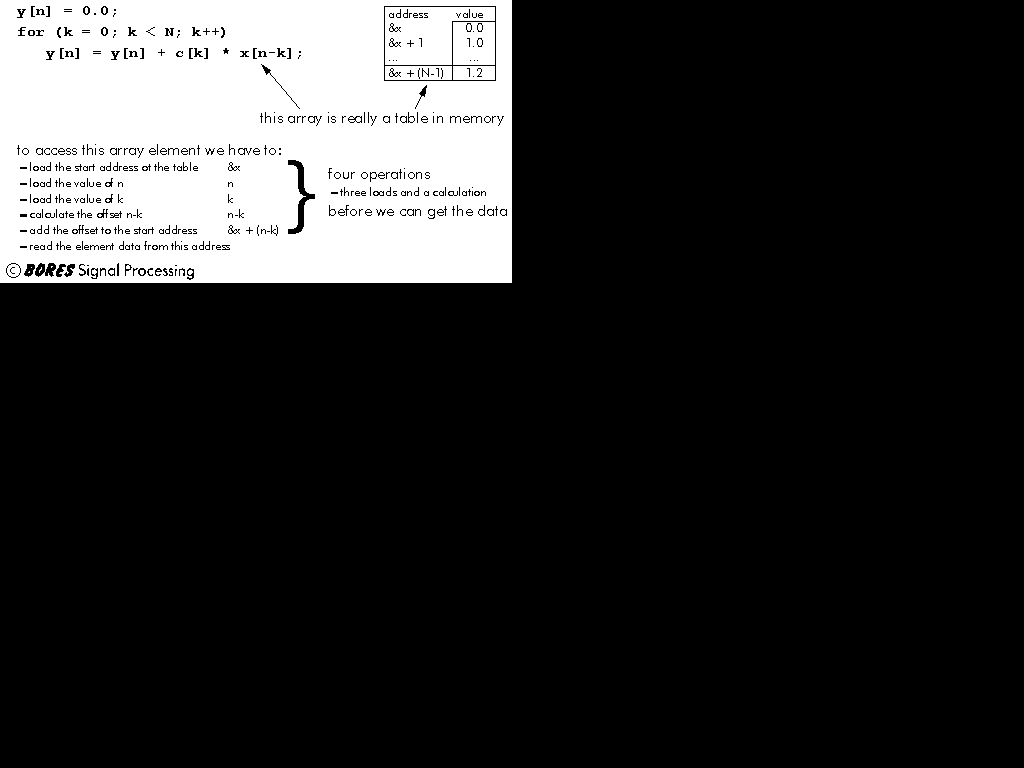 y[n] = 0.0;
for (k = 0; k < N; k++)
y[n] = y[n] + c[k] * x[n-k];
address value
&x 0.0
&x + 1 1.0
... ...
&x + (N-1) 1.2
this array is really a table in memory
to access this array element we have to:
– load the start address of the table &x
– load the value of n n
– load the value of k k
– calculate the offset n-k n-k
– add the offset to the start address &x + (n-k)
– read the element data from this address
four operations
– three loads and a calculation
before we can get the data
© BORES Signal Processing